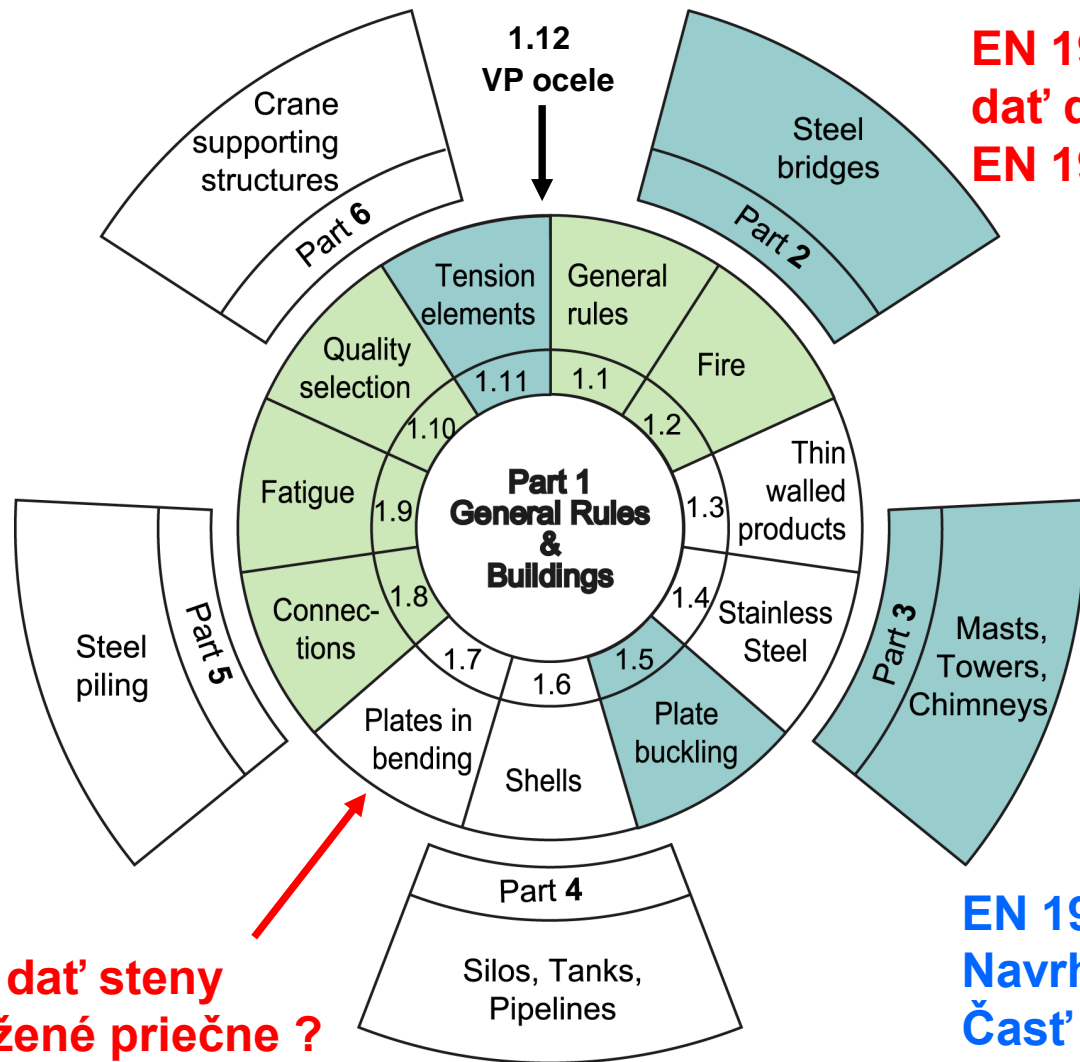 1.12
VP ocele
EN 19
dať d
EN 19
Crane
supporting
structures
Part 6
Steel
bridges
Part 2
Tension
elements
1.11
General
rules
1.1
Fire
1.2
Quality
selection
1.10
Thin
walled
products
1.3
Fatigue
1.9
Part 1
General Rules
&
Buildings
Stainless
Steel
1.4
Connec-
tions
1.8
Plates in
bending
1.7
Shells
1.6
Plate
buckling
1.5
Steel
piling
Part 5
Part 3
Masts,
Towers,
Chimneys
Part 4
Silos, Tanks,
Pipelines
dať steny
žené priečne ?
EN 19
Navrh
Časť